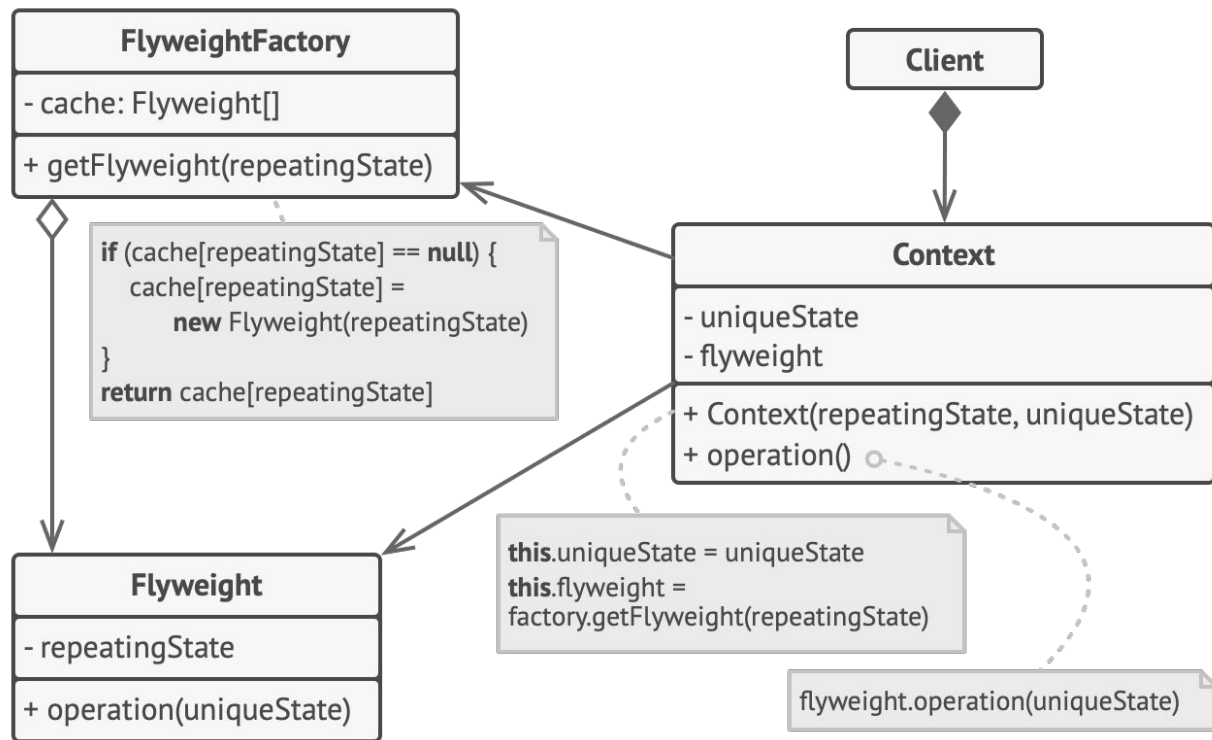 FlyweightFactory
- cache: Flyweight[]
+ getFlyweight(repeatingState)
if (cache[repeatingState] == null) {
cache[repeatingState] =
new Flyweight(repeatingState)
}
return cache[repeatingState]
Client
Context
- uniqueState
- flyweight
+ Context(repeatingState, uniqueState)
+ operation()
this.uniqueState = uniqueState
this.flyweight =
factory.getFlyweight(repeatingState)
flyweight.operation(uniqueState)
Flyweight
- repeatingState
+ operation(uniqueState)